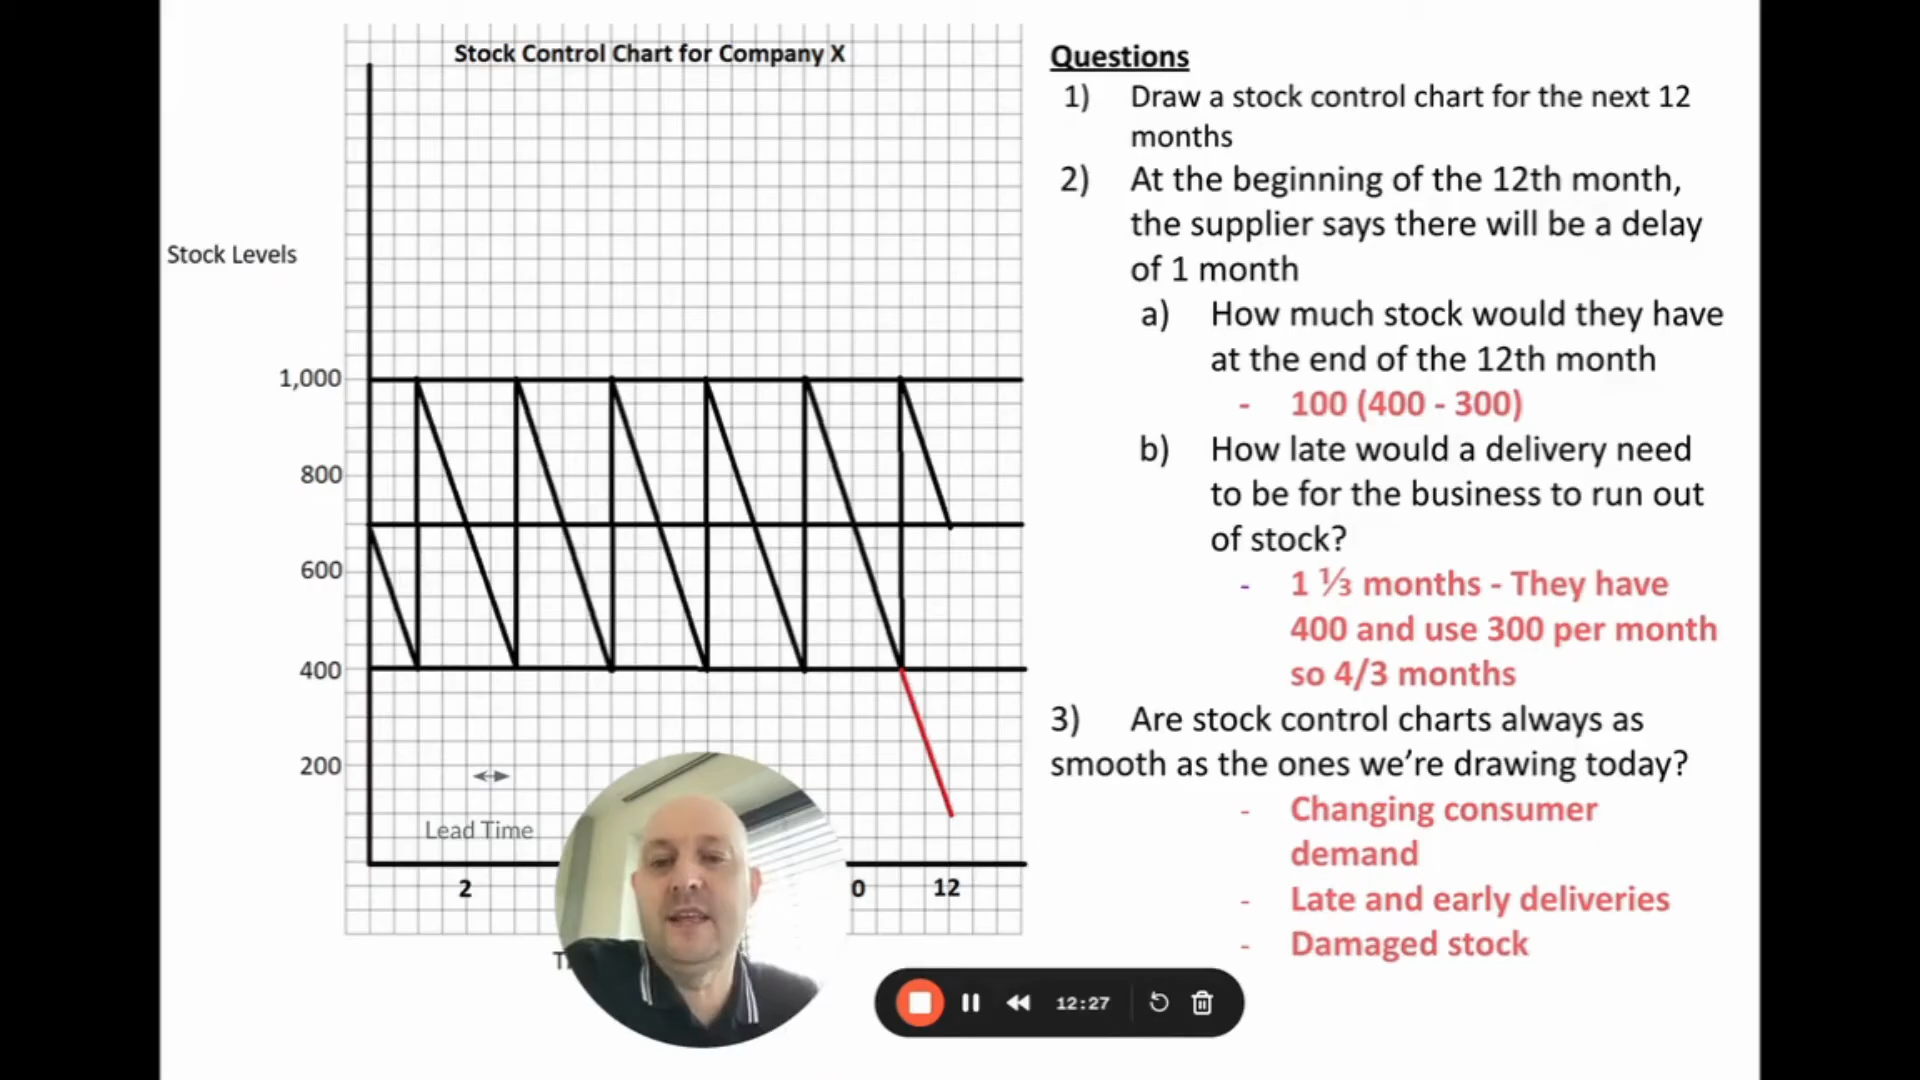 Stock Control Chart for Company X
Stock Levels
1,000
800
600
400
200
Lead Time
2
0
12
Questions
1) Draw a stock control chart for the next 12
months
2) At the beginning of the 12th month,
the supplier says there will be a delay
of 1 month
a) How much stock would they have
at the end of the 12th month
- 100 (400 - 300)
b) How late would a delivery need
to be for the business to run out
of stock?
- 1 ⅓ months - They have
400 and use 300 per month
so 4/3 months
3) Are stock control charts always as
smooth as the ones we’re drawing today?
- Changing consumer
demand
- Late and early deliveries
- Damaged stock
12:27